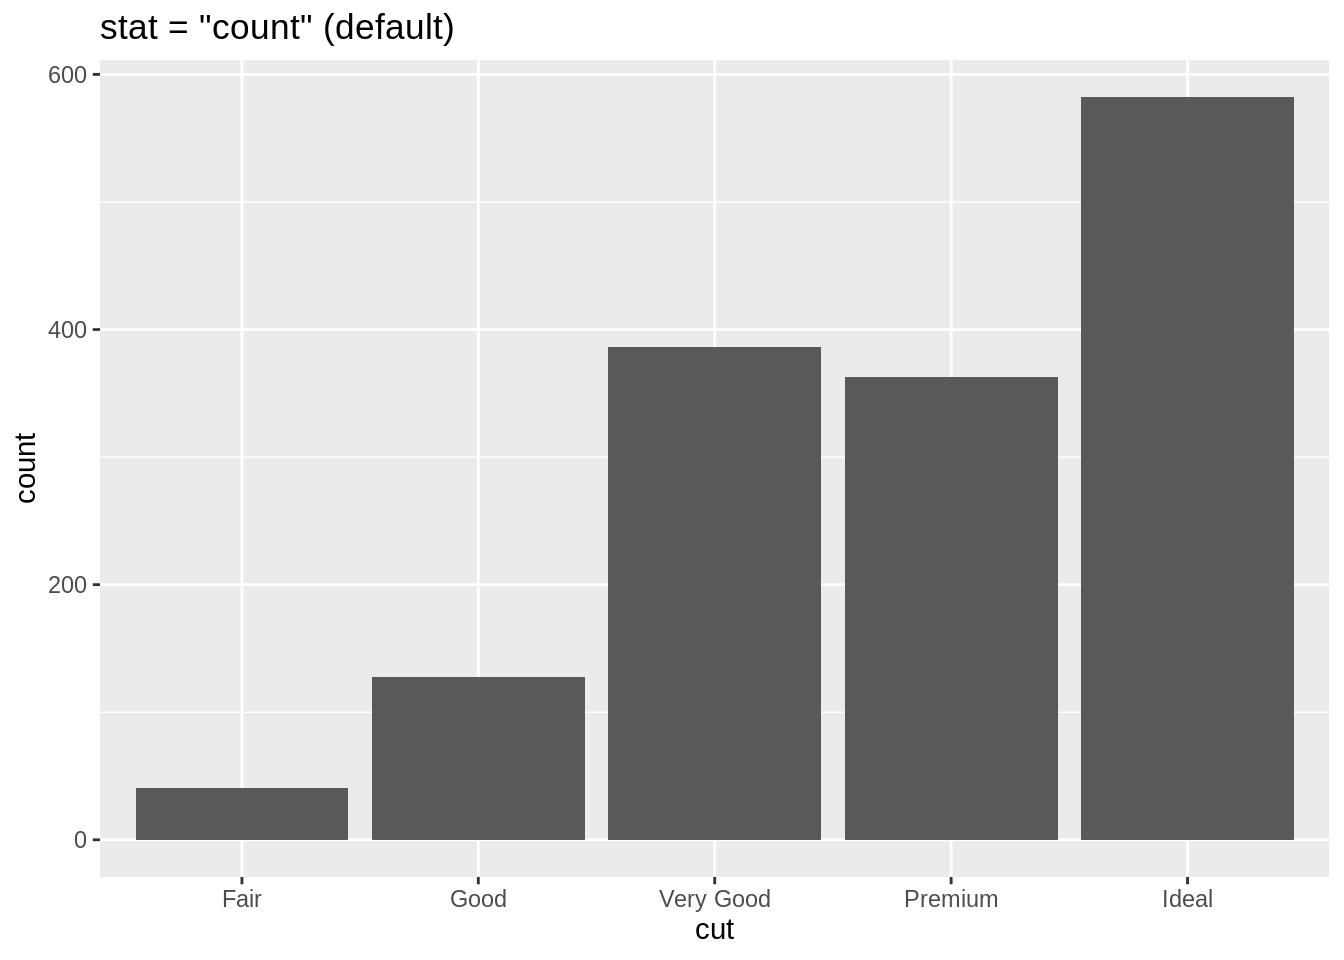 stat = "count" (default)
600
400
200
0
count
Fair Good Very Good Premium Ideal
cut